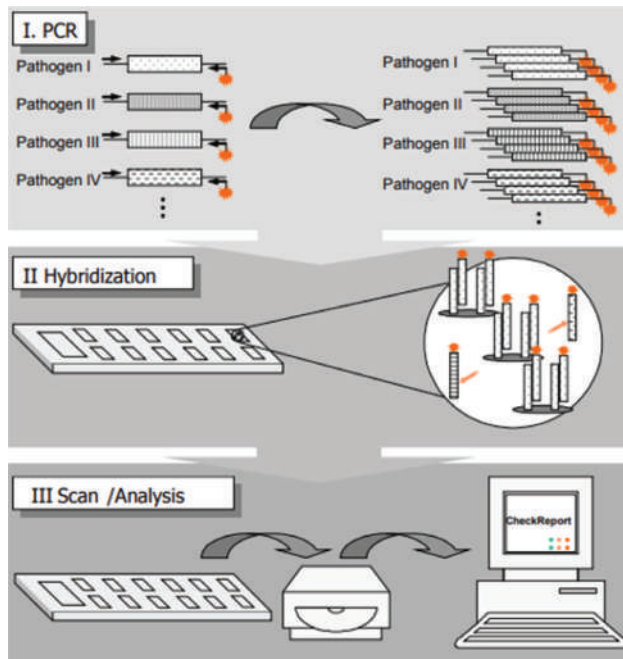 I. PCR
Pathogen I
Pathogen II
Pathogen III
Pathogen IV
Pathogen I
Pathogen II
Pathogen III
Pathogen IV
II Hybridization
III Scan /Analysis
CheckReport